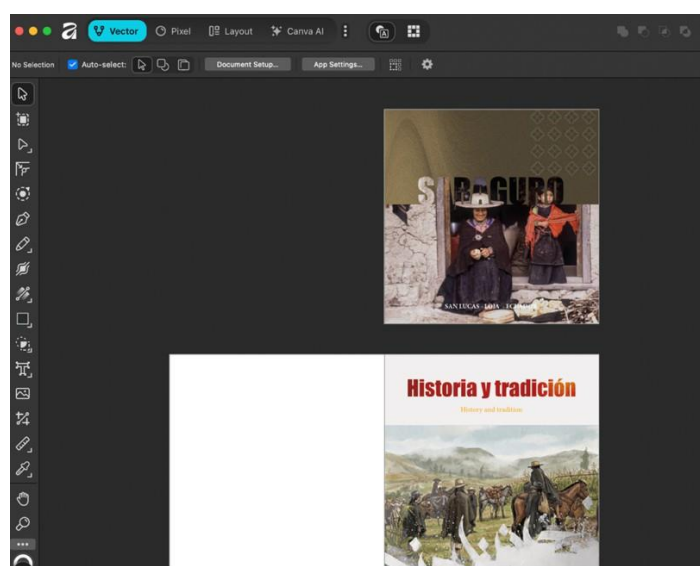 Vector
Pixel
Layout
Canva AI
No Selection
Auto-select:
Document Setup...
App Settings...
SARAGURO
SAN LUCAS - LOJA - ECUADOR
Historia y tradición
History and tradition